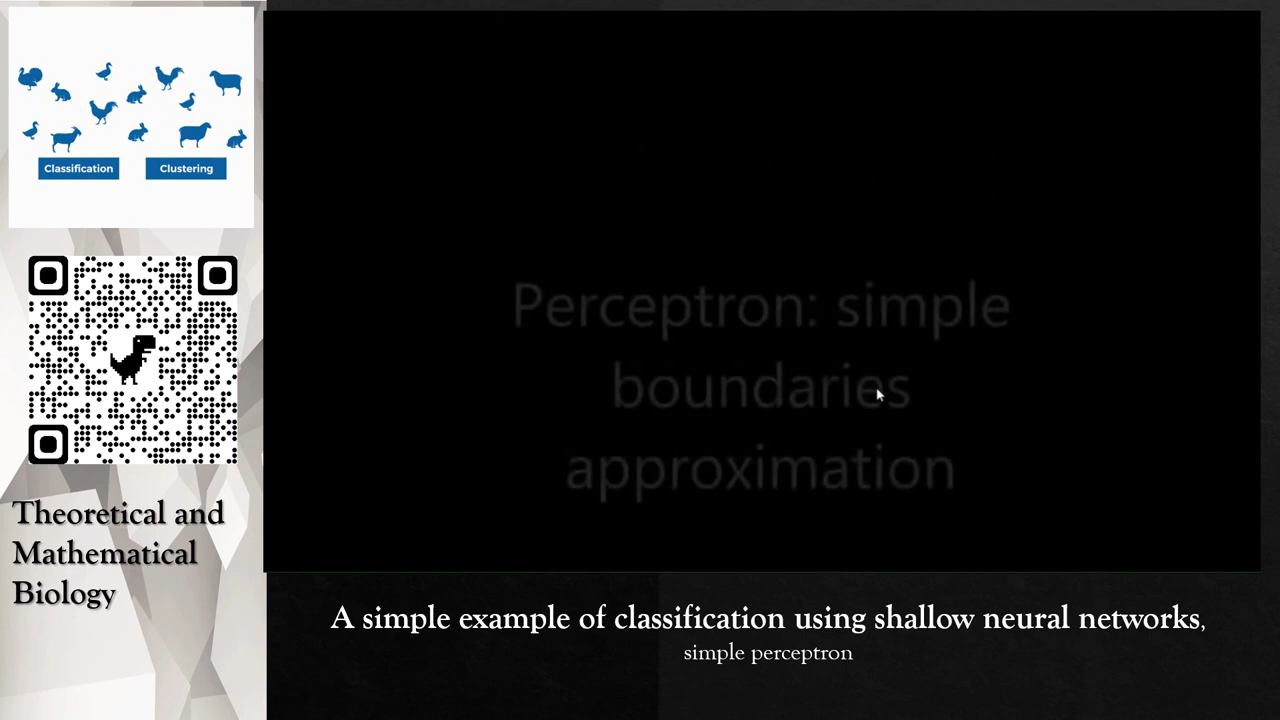 Classification
Clustering
Theoretical and
Mathematical
Biology
Perceptron: simple
boundaries
approximation
A simple example of classification using shallow neural networks,
simple perceptron